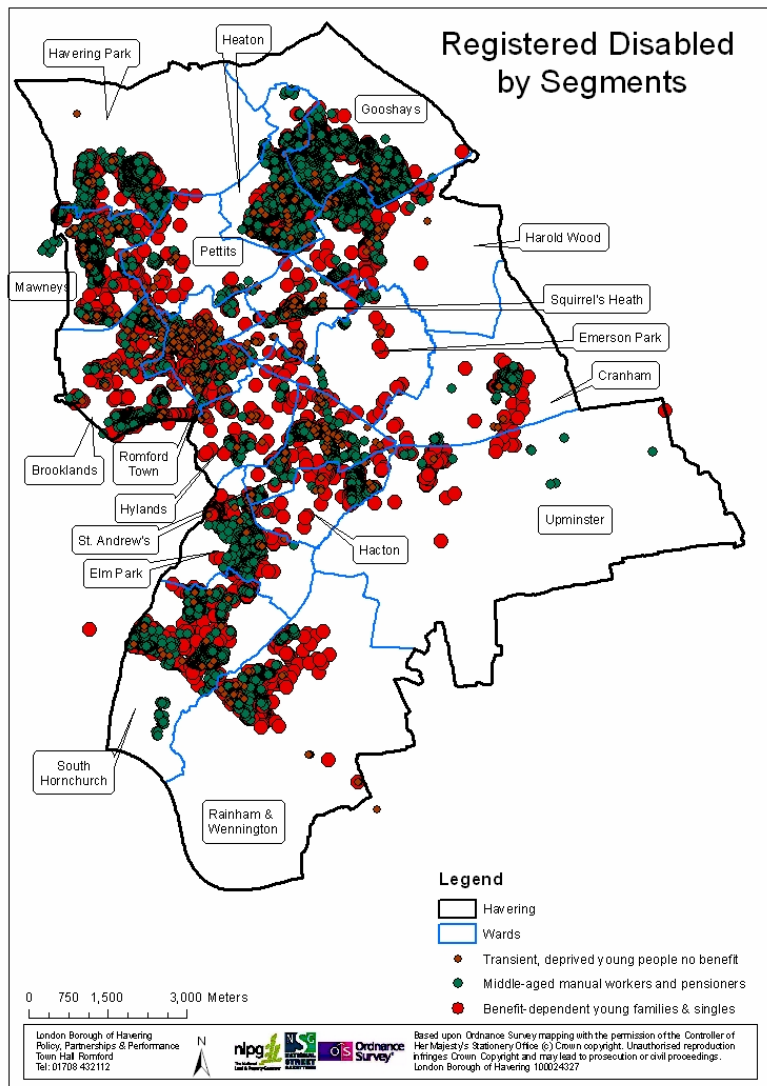 Registered Disabled
by Segments
Havering Park
Heaton
Gooshays
Harold Wood
Pettits
Mawneys
Squirrel's Heath
Emerson Park
Cranham
Brooklands
Romford
Town
Hylands
Upminster
St. Andrew's
Hacton
Elm Park
South
Hornchurch
Rainham &
Wennington
Legend
Havering
Wards
Transient, deprived young people no benefit
Middle-aged manual workers and pensioners
Benefit-dependent young families & singles
0 750 1,500 3,000 Meters
London Borough of Havering
Policy, Partnerships & Performance
Town Hall Romford
Tel: 01708 432112
N
nlpg
NSG
Ordnance
Survey
Based upon Ordnance Survey mapping with the permission of the Controller of
Her Majesty's Stationery Office (c) Crown copyright. Unauthorised reproduction
infringes Crown Copyright and may lead to prosecution or civil proceedings.
London Borough of Havering 100024327